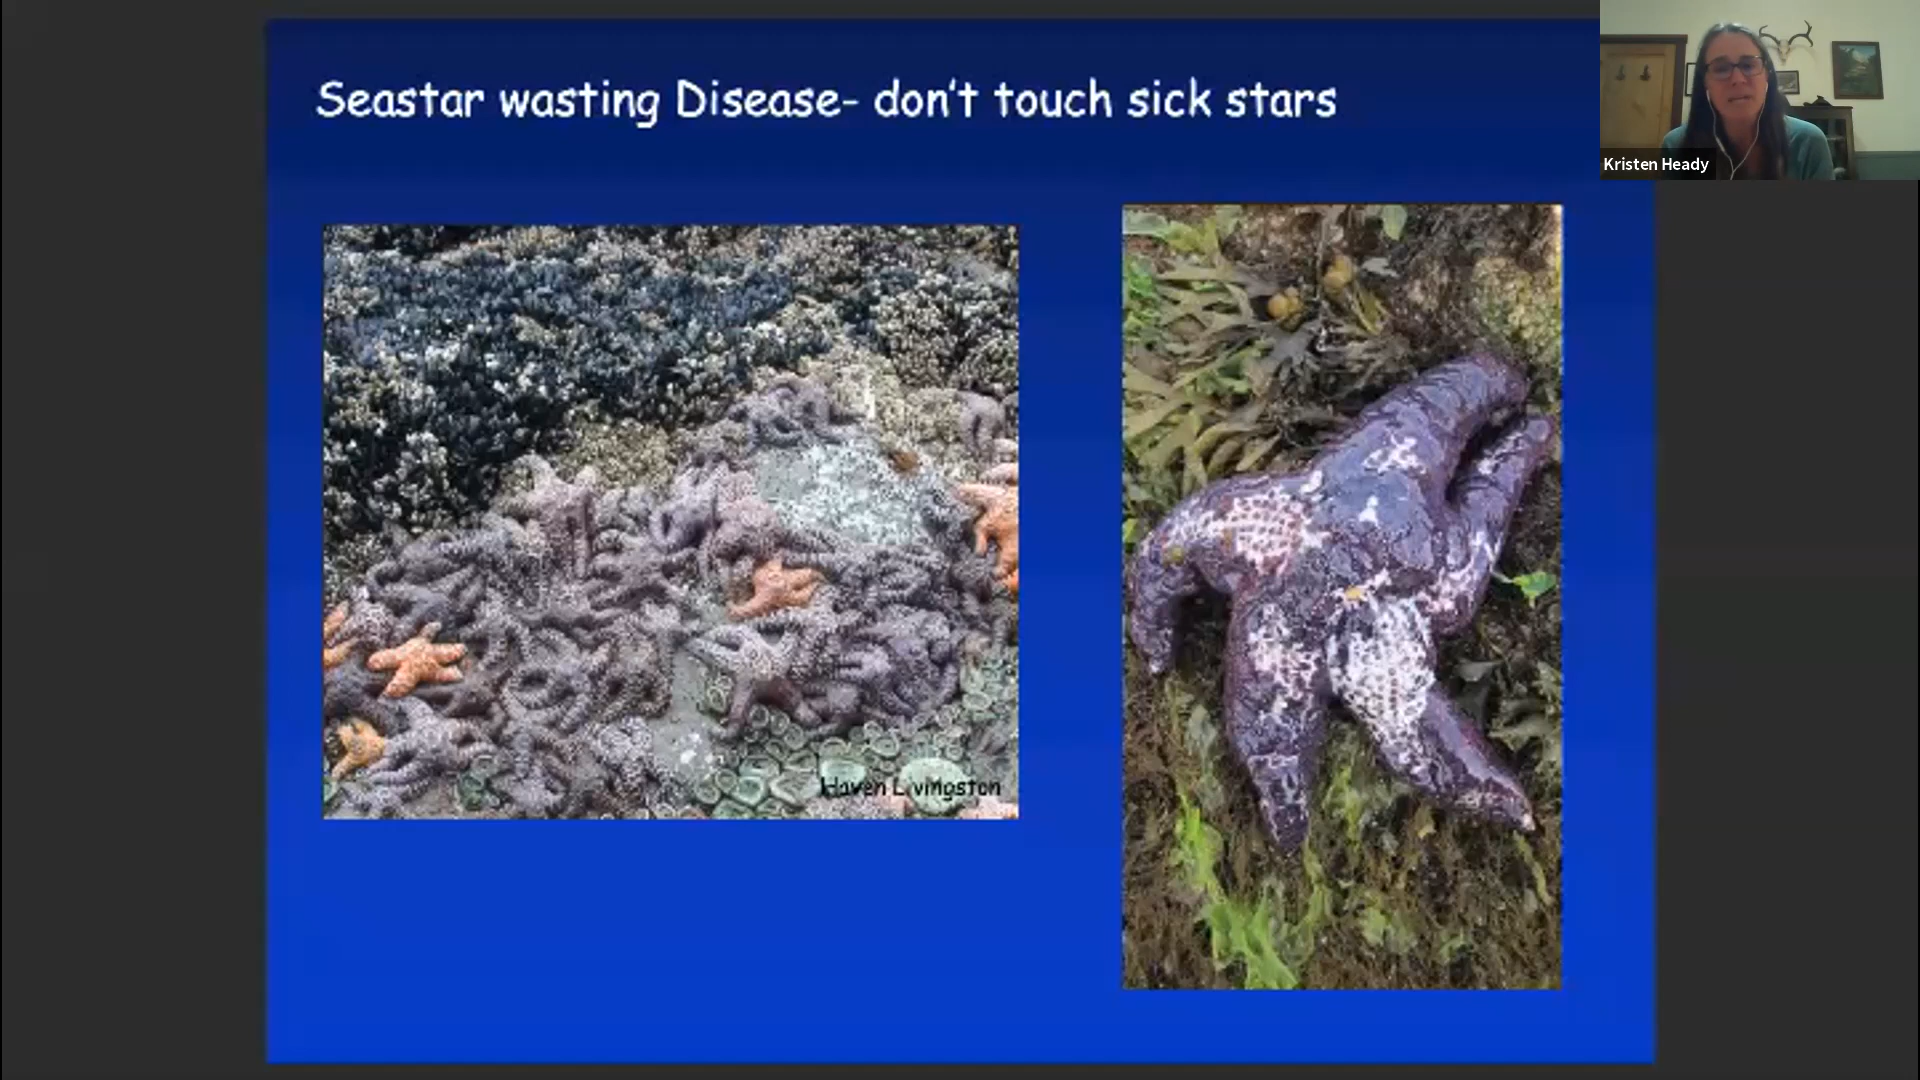 Seastar wasting Disease- don't touch sick stars
Kristen Heady
Haven Livingston